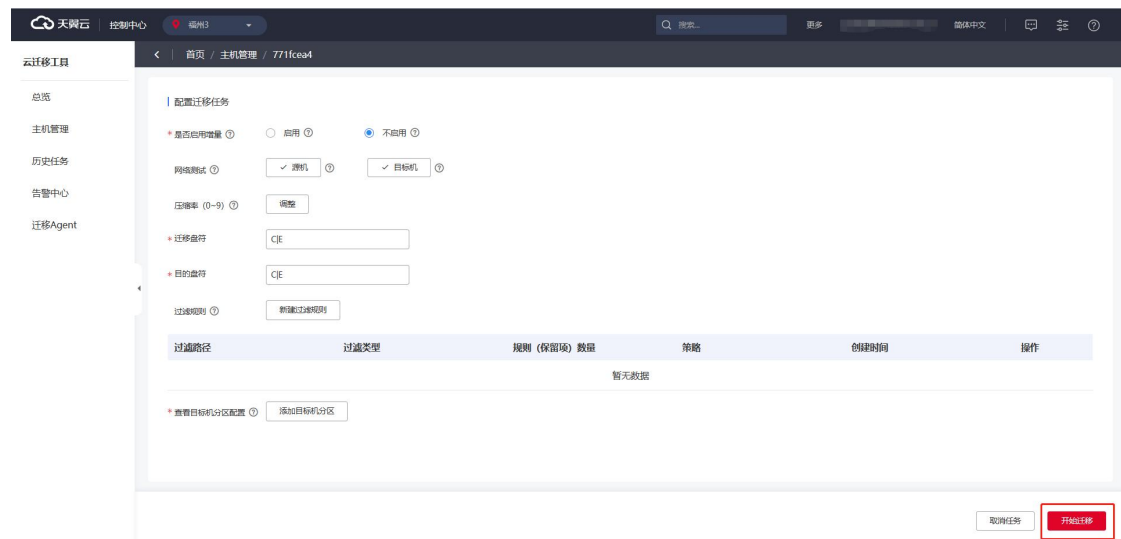 天翼云 控制中心 福州3 搜索... 更多 简体中文
云迁移工具
首页 / 主机管理 / 771fcea4
总览
主机管理
历史任务
告警中心
迁移Agent
配置迁移任务
* 是否启用增量 启用 不启用
网络测试 源机 目标机
压缩率 (0~9) 调整
* 迁移盘符 C|E
* 目的盘符 C|E
过滤规则 新建过滤规则
过滤路径 过滤类型 规则 (保留项) 数量 策略 创建时间 操作
暂无数据
* 查看目标机分区配置 添加目标机分区
取消任务 开始迁移